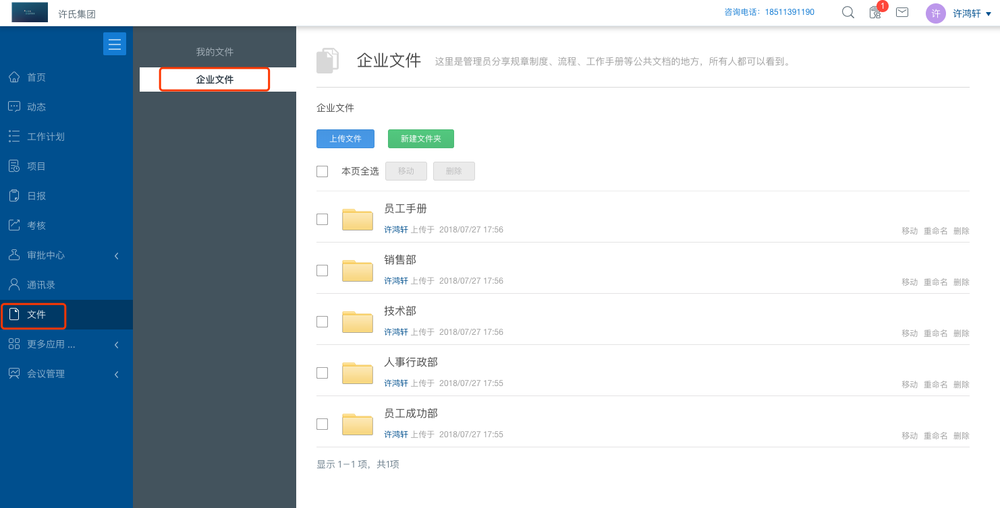 许氏集团
咨询电话：18511391190
1
许
许鸿轩
首页
动态
工作计划
项目
日报
考核
审批中心
通讯录
文件
更多应用 ...
会议管理
我的文件
企业文件
企业文件
这里是管理员分享规章制度、流程、工作手册等公共文档的地方，所有人都可以看到。
企业文件
上传文件 新建文件夹
本页全选 移动 删除
员工手册
许鸿轩 上传于 2018/07/27 17:56
移动 重命名 删除
销售部
许鸿轩 上传于 2018/07/27 17:56
移动 重命名 删除
技术部
许鸿轩 上传于 2018/07/27 17:56
移动 重命名 删除
人事行政部
许鸿轩 上传于 2018/07/27 17:55
移动 重命名 删除
员工成功部
许鸿轩 上传于 2018/07/27 17:55
移动 重命名 删除
显示 1－1 项，共1项